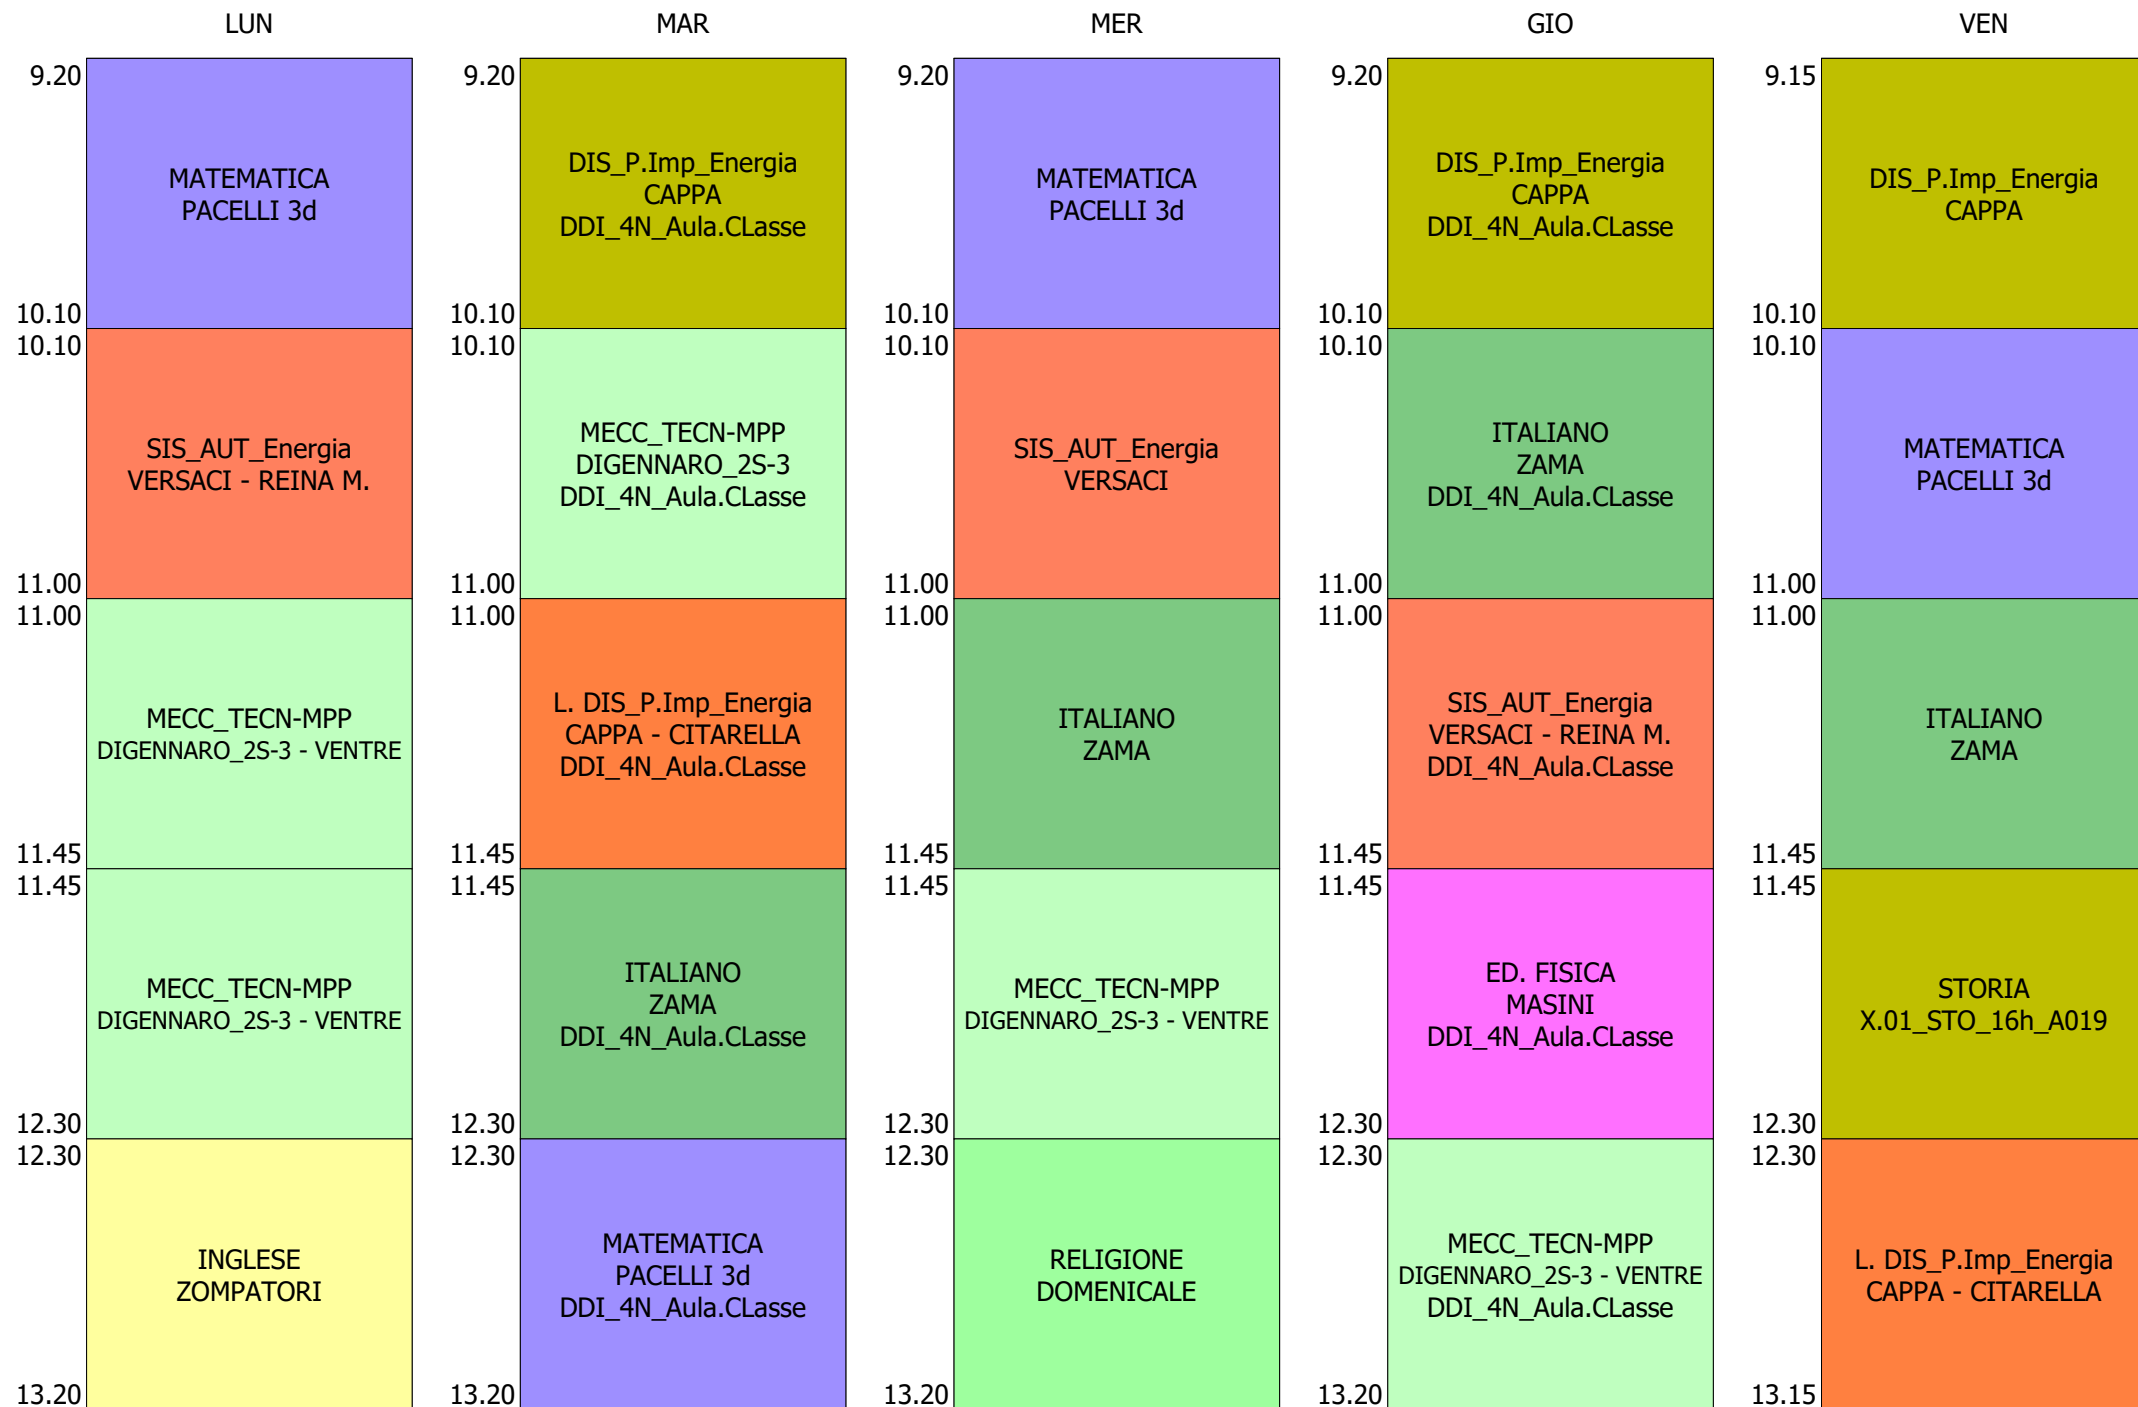 LUN
MAR
MER
GIO
VEN
9.20
MATEMATICA
PACELLI 3d
10.10
9.20
DIS_P.Imp_Energia
CAPPA
DDI_4N_Aula.CLasse
10.10
9.20
MATEMATICA
PACELLI 3d
10.10
9.20
DIS_P.Imp_Energia
CAPPA
DDI_4N_Aula.CLasse
10.10
9.15
DIS_P.Imp_Energia
CAPPA
10.10
10.10
SIS_AUT_Energia
VERSACI - REINA M.
11.00
10.10
MECC_TECN-MPP
DIGENNARO_2S-3
DDI_4N_Aula.CLasse
11.00
10.10
SIS_AUT_Energia
VERSACI
11.00
10.10
ITALIANO
ZAMA
DDI_4N_Aula.CLasse
11.00
10.10
MATEMATICA
PACELLI 3d
11.00
11.00
MECC_TECN-MPP
DIGENNARO_2S-3 - VENTRE
11.45
11.00
L. DIS_P.Imp_Energia
CAPPA - CITARELLA
DDI_4N_Aula.CLasse
11.45
11.00
ITALIANO
ZAMA
11.45
11.00
SIS_AUT_Energia
VERSACI - REINA M.
DDI_4N_Aula.CLasse
11.45
11.00
ITALIANO
ZAMA
11.45
11.45
MECC_TECN-MPP
DIGENNARO_2S-3 - VENTRE
12.30
11.45
ITALIANO
ZAMA
DDI_4N_Aula.CLasse
12.30
11.45
MECC_TECN-MPP
DIGENNARO_2S-3 - VENTRE
12.30
11.45
ED. FISICA
MASINI
DDI_4N_Aula.CLasse
12.30
11.45
STORIA
X.01_STO_16h_A019
12.30
12.30
INGLESE
ZOMPATORI
13.20
12.30
MATEMATICA
PACELLI 3d
DDI_4N_Aula.CLasse
13.20
12.30
RELIGIONE
DOMENICALE
13.20
12.30
MECC_TECN-MPP
DIGENNARO_2S-3 - VENTRE
DDI_4N_Aula.CLasse
13.20
12.30
L. DIS_P.Imp_Energia
CAPPA - CITARELLA
13.15